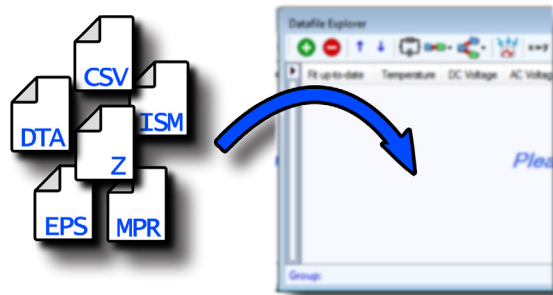 CSV
ISM
DTA
Z
EPS
MPR
Datafile Explorer
Fit up-to-date Temperature DC Voltage AC Voltag
Plea
Group: